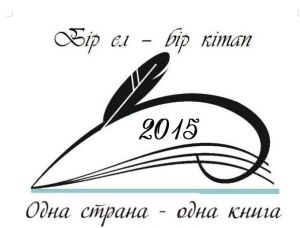 Бір ел – бір кітап
2015
Одна страна - одна книга